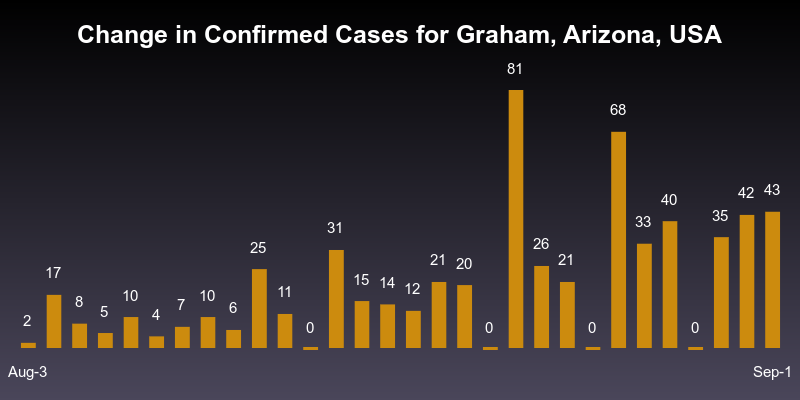 Change in Confirmed Cases for Graham, Arizona, USA
2 17 8 5 10 4 7 10 6 25 11 0 31 15 14 12 21 20 0 81 26 21 0 68 33 40 0 35 42 43
Aug-3 Sep-1